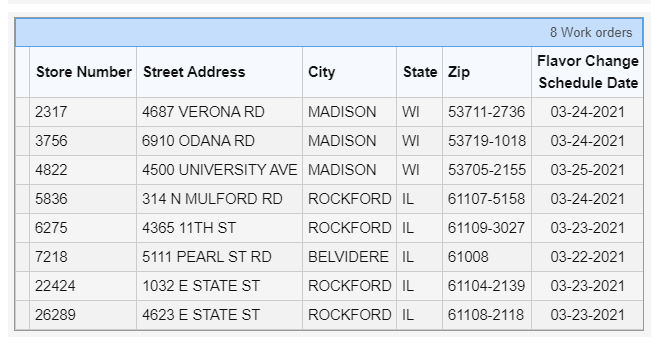 8 Work orders
Store Number Street Address City State Zip Flavor Change Schedule Date
2317 4687 VERONA RD MADISON WI 53711-2736 03-24-2021
3756 6910 ODANA RD MADISON WI 53719-1018 03-24-2021
4822 4500 UNIVERSITY AVE MADISON WI 53705-2155 03-25-2021
5836 314 N MULFORD RD ROCKFORD IL 61107-5158 03-24-2021
6275 4365 11TH ST ROCKFORD IL 61109-3027 03-23-2021
7218 5111 PEARL ST RD BELVIDERE IL 61008 03-22-2021
22424 1032 E STATE ST ROCKFORD IL 61104-2139 03-23-2021
26289 4623 E STATE ST ROCKFORD IL 61108-2118 03-23-2021